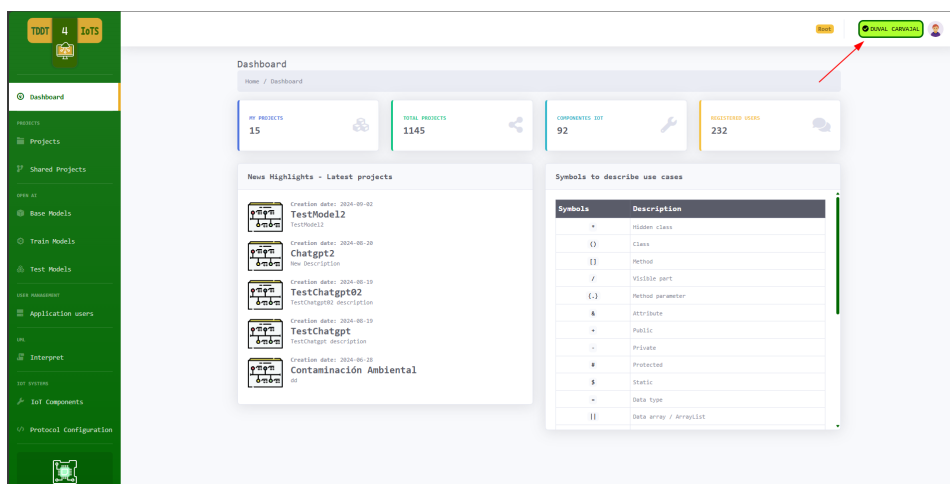 TDDT 4 IoTS
Root
DUVAL CARVAJAL
Dashboard
PROJECTS
Projects
Shared Projects
OPEN AI
Base Models
Train Models
Test Models
USER MANAGEMENT
Application users
UML
Interpret
IOT SYSTEMS
IoT Components
Protocol Configuration
Dashboard
Home / Dashboard
MY PROJECTS
15
TOTAL PROJECTS
1145
COMPONENTES IOT
92
REGISTERED USERS
232
News Highlights - Latest projects
Creation date: 2024-09-02
TestModel2
TestModel2
Creation date: 2024-08-20
Chatgpt2
New Description
Creation date: 2024-08-19
TestChatgpt02
TestChatgpt02 description
Creation date: 2024-08-19
TestChatgpt
TestChatgpt description
Creation date: 2024-06-28
Contaminación Ambiental
dd
Symbols to describe use cases
Symbols Description
* Hidden class
{} Class
[] Method
/ Visible part
(.) Method parameter
& Attribute
+ Public
- Private
# Protected
$ Static
~ Data type
|| Data array / ArrayList